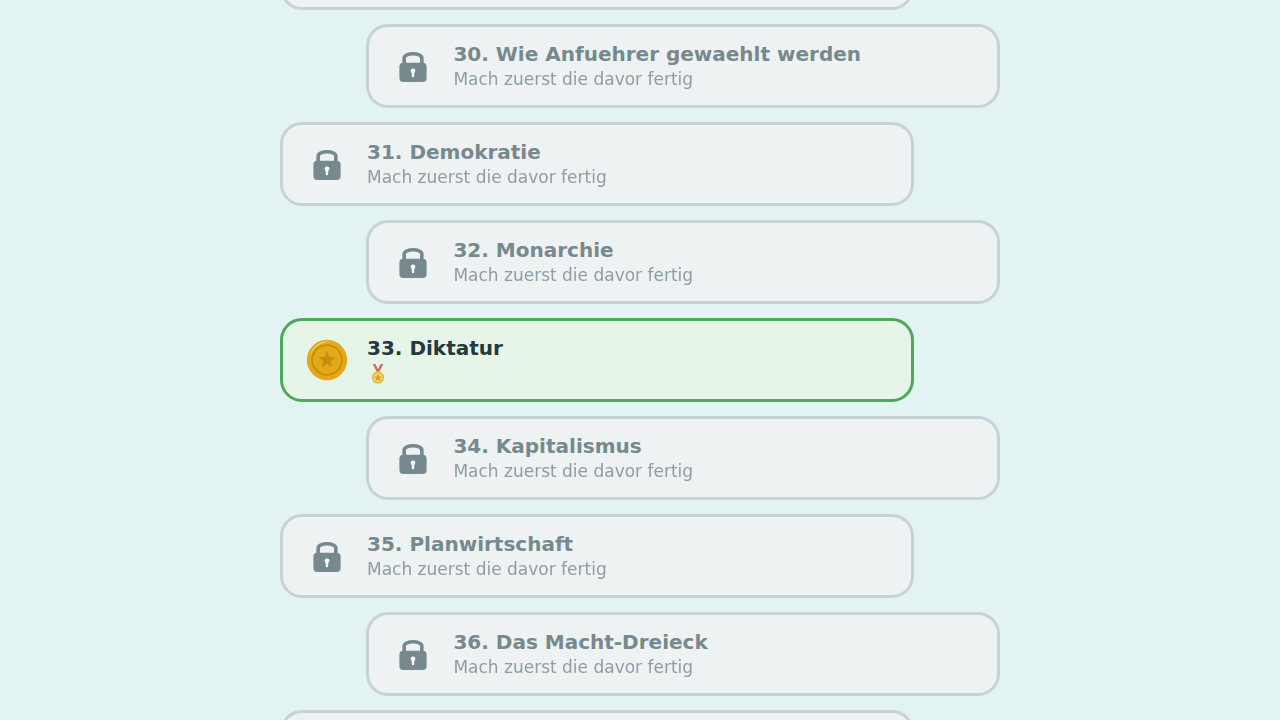 30. Wie Anfuehrer gewaehlt werden
Mach zuerst die davor fertig
31. Demokratie
Mach zuerst die davor fertig
32. Monarchie
Mach zuerst die davor fertig
33. Diktatur
34. Kapitalismus
Mach zuerst die davor fertig
35. Planwirtschaft
Mach zuerst die davor fertig
36. Das Macht-Dreieck
Mach zuerst die davor fertig